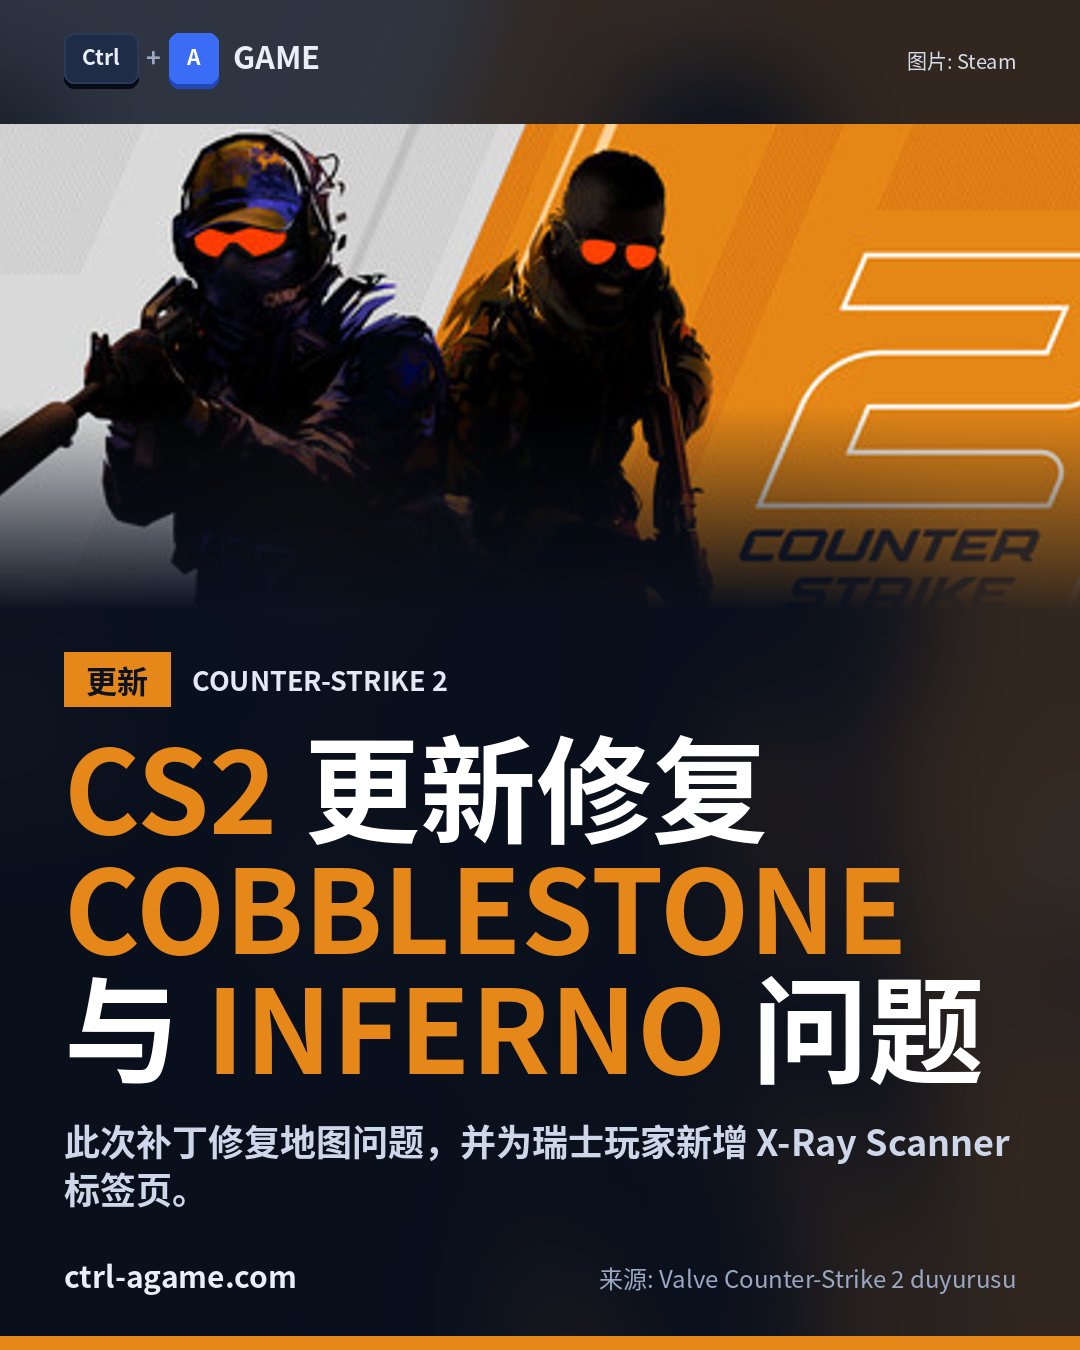 Ctrl + A GAME
图片: Steam
2
COUNTER
STRIKE
更新
COUNTER-STRIKE 2
CS2 更新修复
COBBLESTONE
与 INFERNO 问题
此次补丁修复地图问题，并为瑞士玩家新增 X-Ray Scanner
标签页。
ctrl-agame.com
来源: Valve Counter-Strike 2 duyurusu